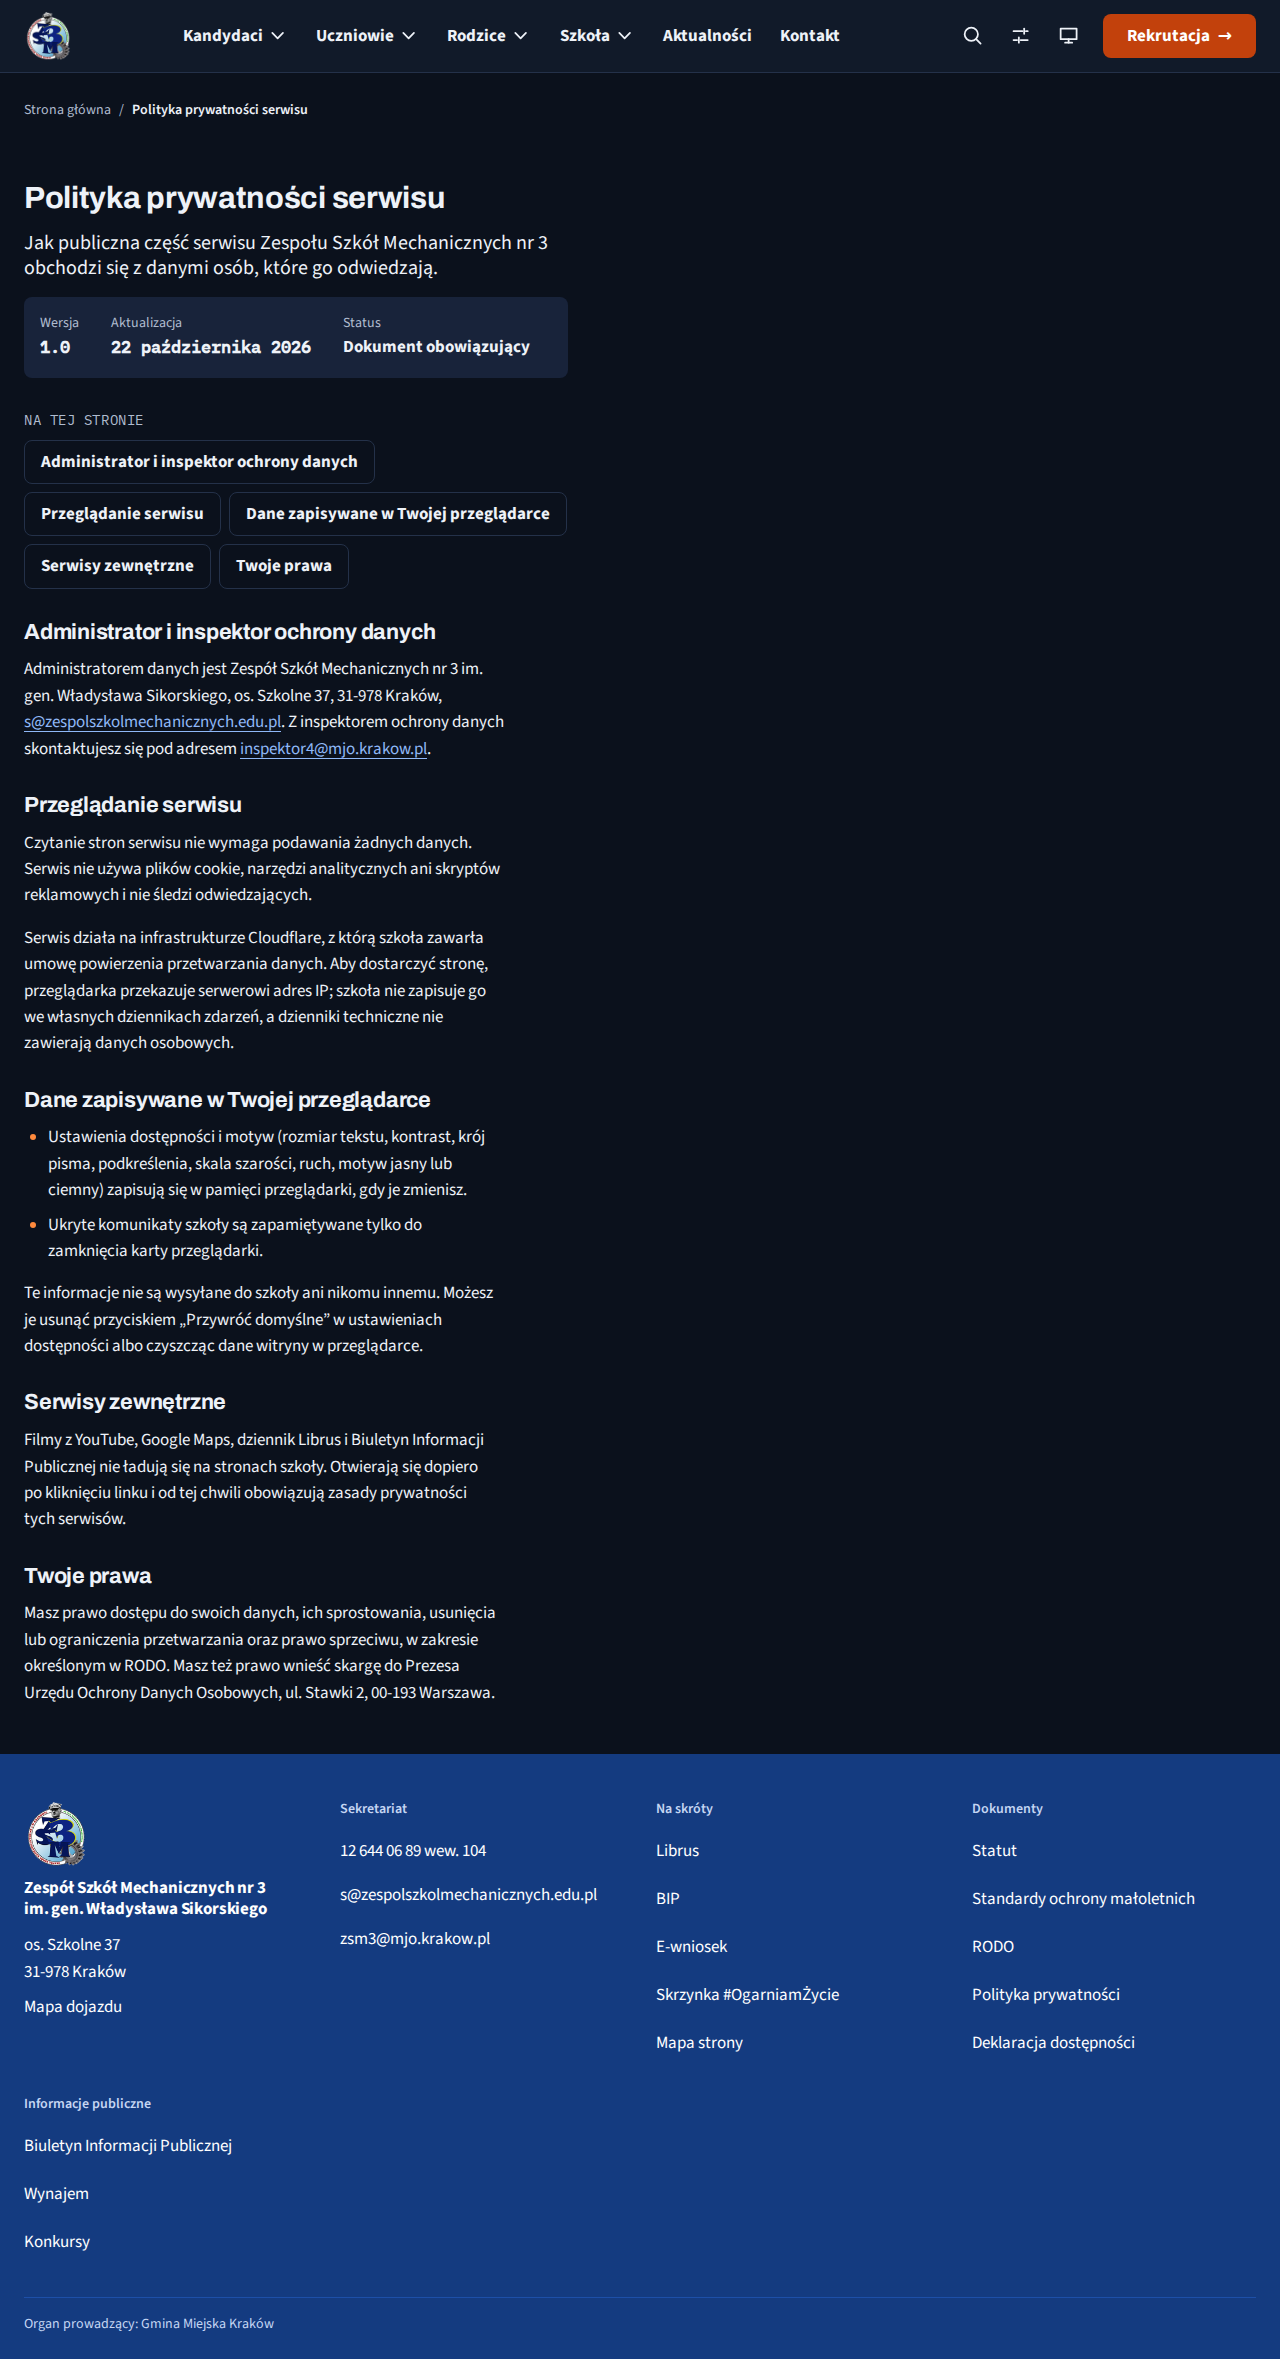 Kandydaci
Uczniowie
Rodzice
Szkoła
Aktualności
Kontakt
Rekrutacja →
Strona główna / Polityka prywatności serwisu
Polityka prywatności serwisu
Jak publiczna część serwisu Zespołu Szkół Mechanicznych nr 3
obchodzi się z danymi osób, które go odwiedzają.
Wersja
1.0
Aktualizacja
22 października 2026
Status
Dokument obowiązujący
NA TEJ STRONIE
Administrator i inspektor ochrony danych
Przeglądanie serwisu
Dane zapisywane w Twojej przeglądarce
Serwisy zewnętrzne
Twoje prawa
Administrator i inspektor ochrony danych
Administratorem danych jest Zespół Szkół Mechanicznych nr 3 im.
gen. Władysława Sikorskiego, os. Szkolne 37, 31-978 Kraków,
s@zespolszkolmechanicznych.edu.pl. Z inspektorem ochrony danych
skontaktujesz się pod adresem inspektor4@mjo.krakow.pl.
Przeglądanie serwisu
Czytanie stron serwisu nie wymaga podawania żadnych danych.
Serwis nie używa plików cookie, narzędzi analitycznych ani skryptów
reklamowych i nie śledzi odwiedzających.
Serwis działa na infrastrukturze Cloudflare, z którą szkoła zawarła
umowę powierzenia przetwarzania danych. Aby dostarczyć stronę,
przeglądarka przekazuje serwerowi adres IP; szkoła nie zapisuje go
we własnych dziennikach zdarzeń, a dzienniki techniczne nie
zawierają danych osobowych.
Dane zapisywane w Twojej przeglądarce
• Ustawienia dostępności i motyw (rozmiar tekstu, kontrast, krój
pisma, podkreślenia, skala szarości, ruch, motyw jasny lub
ciemny) zapisują się w pamięci przeglądarki, gdy je zmienisz.
• Ukryte komunikaty szkoły są zapamiętywane tylko do
zamknięcia karty przeglądarki.
Te informacje nie są wysyłane do szkoły ani nikomu innemu. Możesz
je usunąć przyciskiem „Przywróć domyślne” w ustawieniach
dostępności albo czyszcząc dane witryny w przeglądarce.
Serwisy zewnętrzne
Filmy z YouTube, Google Maps, dziennik Librus i Biuletyn Informacji
Publicznej nie ładują się na stronach szkoły. Otwierają się dopiero
po kliknięciu linku i od tej chwili obowiązują zasady prywatności
tych serwisów.
Twoje prawa
Masz prawo dostępu do swoich danych, ich sprostowania, usunięcia
lub ograniczenia przetwarzania oraz prawo sprzeciwu, w zakresie
określonym w RODO. Masz też prawo wnieść skargę do Prezesa
Urzędu Ochrony Danych Osobowych, ul. Stawki 2, 00-193 Warszawa.
Zespół Szkół Mechanicznych nr 3
im. gen. Władysława Sikorskiego
os. Szkolne 37
31-978 Kraków
Mapa dojazdu
Sekretariat
12 644 06 89 wew. 104
s@zespolszkolmechanicznych.edu.pl
zsm3@mjo.krakow.pl
Na skróty
Librus
BIP
E-wniosek
Skrzynka #OgarniamŻycie
Mapa strony
Dokumenty
Statut
Standardy ochrony małoletnich
RODO
Polityka prywatności
Deklaracja dostępności
Informacje publiczne
Biuletyn Informacji Publicznej
Wynajem
Konkursy
Organ prowadzący: Gmina Miejska Kraków